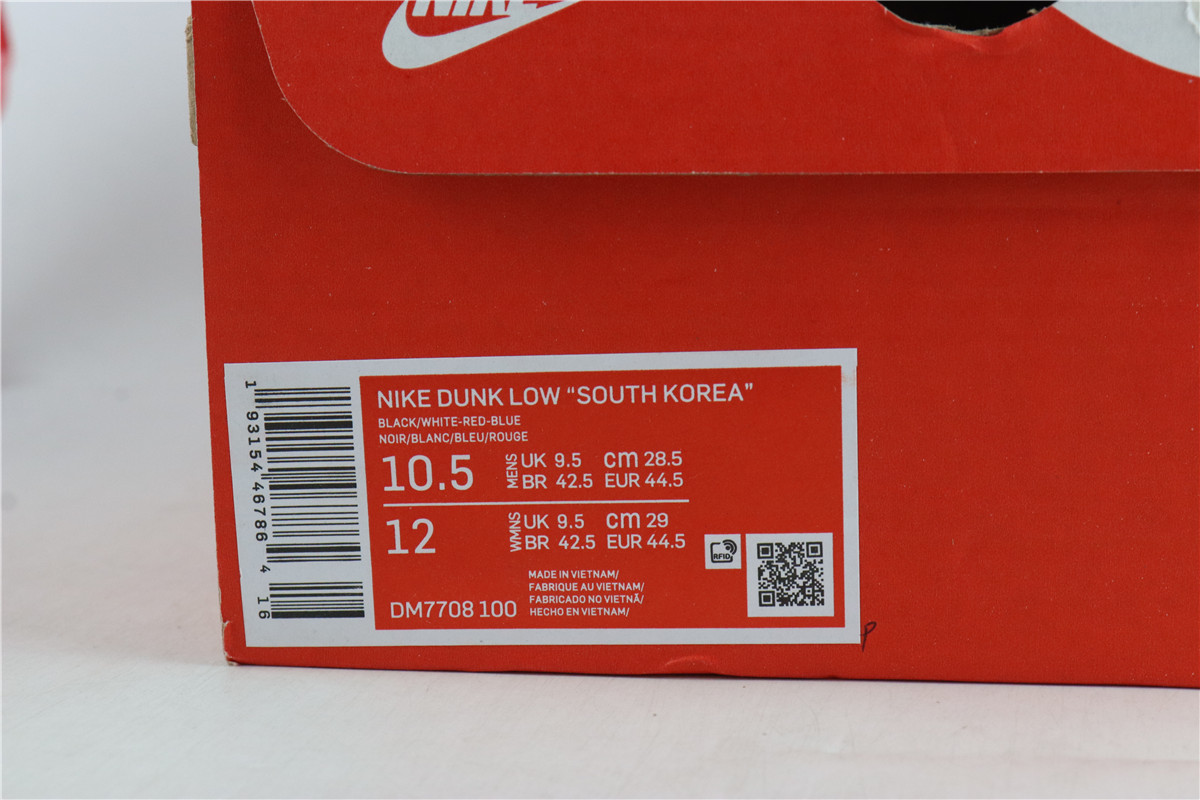 NIKE
NIKE DUNK LOW “SOUTH KOREA”
BLACK/WHITE-RED-BLUE
NOIR/BLANC/BLEU/ROUGE
10.5 MENS UK 9.5 cm 28.5
BR 42.5 EUR 44.5
12 WMNS UK 9.5 cm 29
BR 42.5 EUR 44.5
RFID
MADE IN VIETNAM/
FABRIQUE AU VIETNAM/
FABRICADO NO VIETNÃ/
DM7708 100 HECHO EN VIETNAM/
1 93154 46786 4 16
P